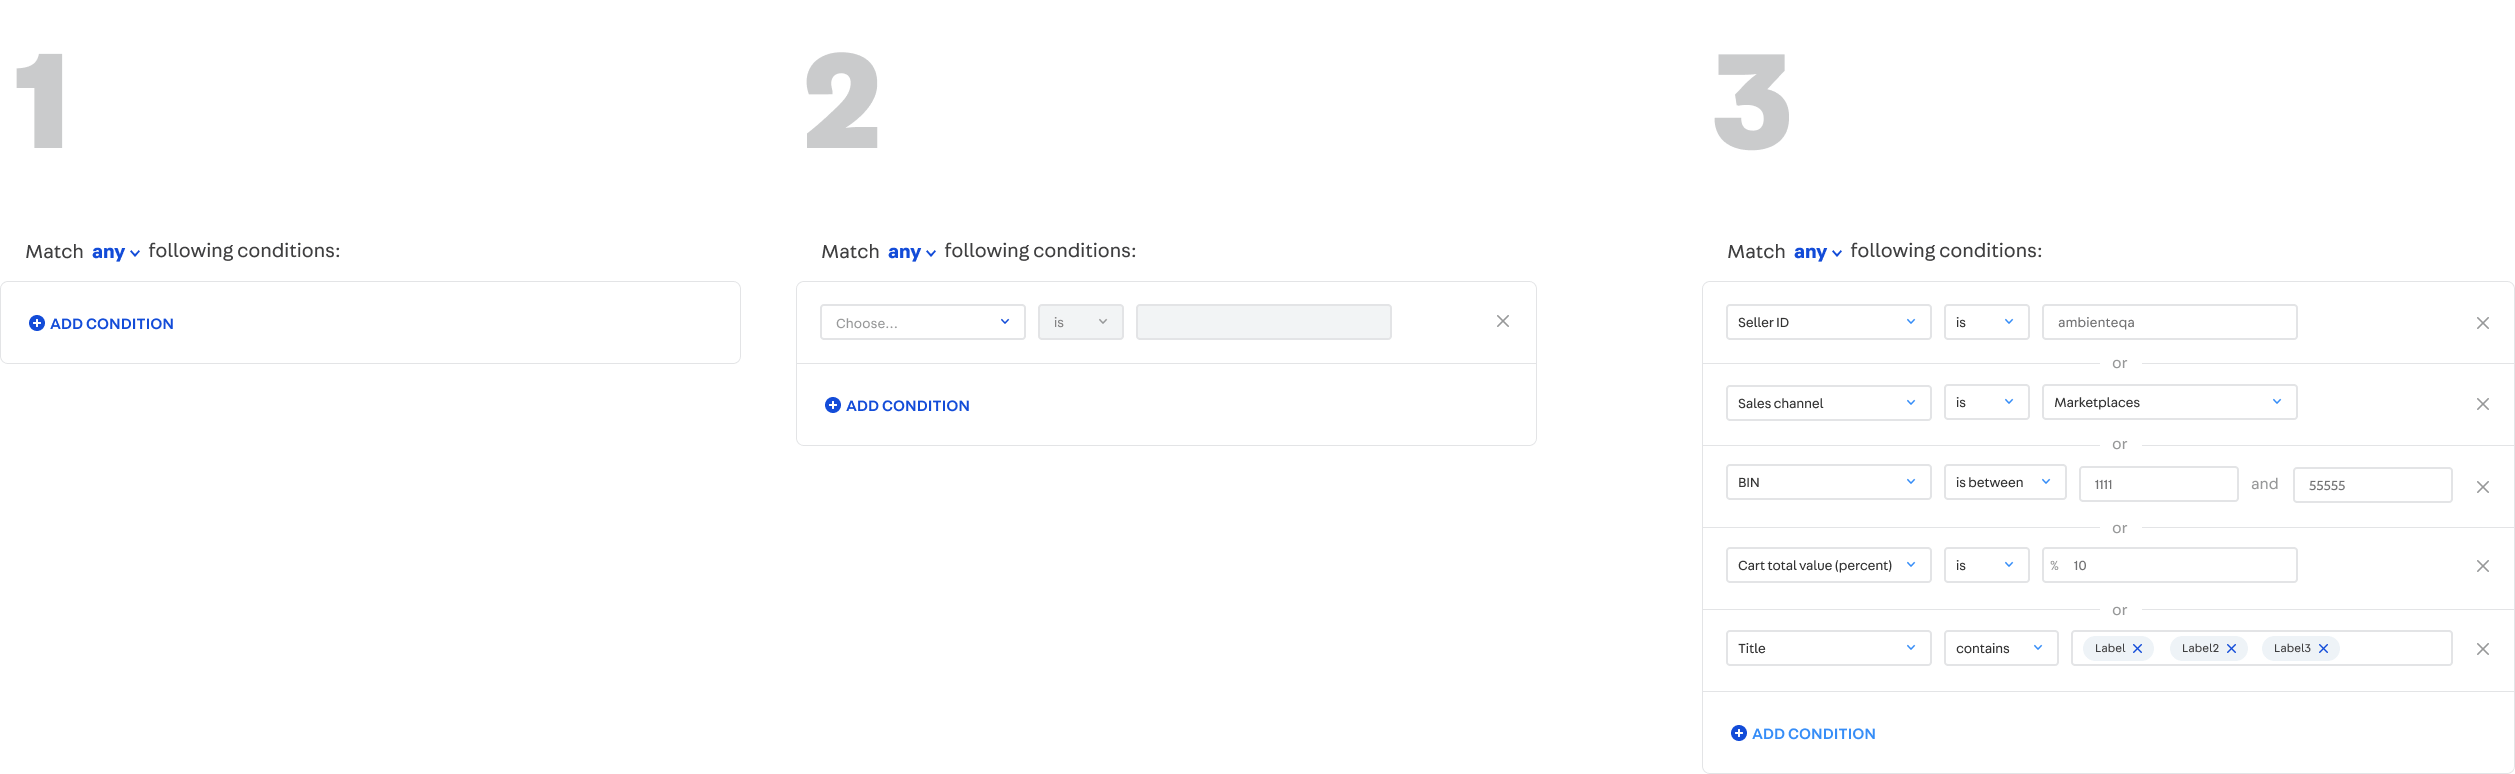 1
Match any following conditions:
ADD CONDITION
2
Match any following conditions:
Choose... is
ADD CONDITION
3
Match any following conditions:
Seller ID is ambienteqa
or
Sales channel is Marketplaces
or
BIN is between 1111 and 55555
or
Cart total value (percent) is % 10
or
Title contains Label Label2 Label3
ADD CONDITION